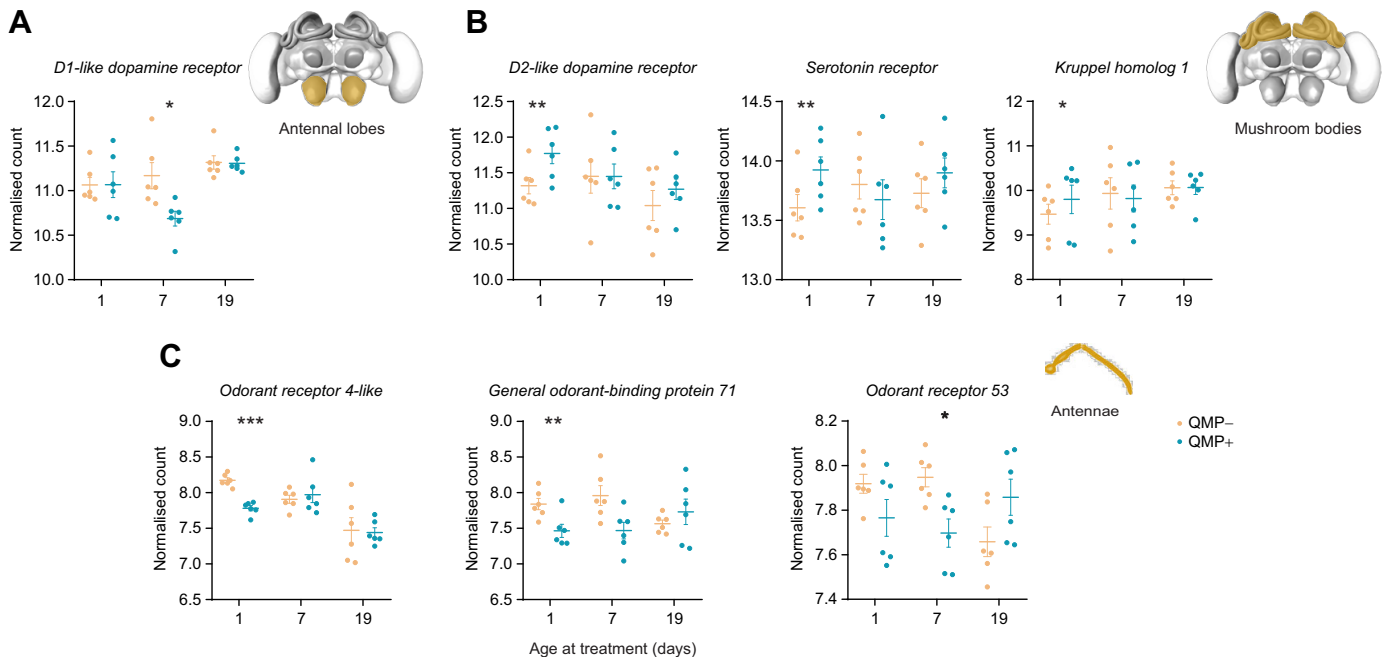 A
D1-like dopamine receptor
Normalised count
12.0
11.5
11.0
10.5
10.0
*
1
7
19
Antennal lobes
B
D2-like dopamine receptor
Normalised count
12.5
12.0
11.5
11.0
10.5
10.0
**
1
7
19
Serotonin receptor
Normalised count
14.5
14.0
13.5
13.0
**
1
7
19
Kruppel homolog 1
Normalised count
12
11
10
9
8
*
1
7
19
Mushroom bodies
C
Odorant receptor 4-like
Normalised count
9.0
8.5
8.0
7.5
7.0
6.5
***
1
7
19
General odorant-binding protein 71
Normalised count
9.0
8.5
8.0
7.5
7.0
6.5
**
1
7
19
Age at treatment (days)
Odorant receptor 53
Normalised count
8.2
8.0
7.8
7.6
7.4
*
1
7
19
Antennae
QMP−
QMP+